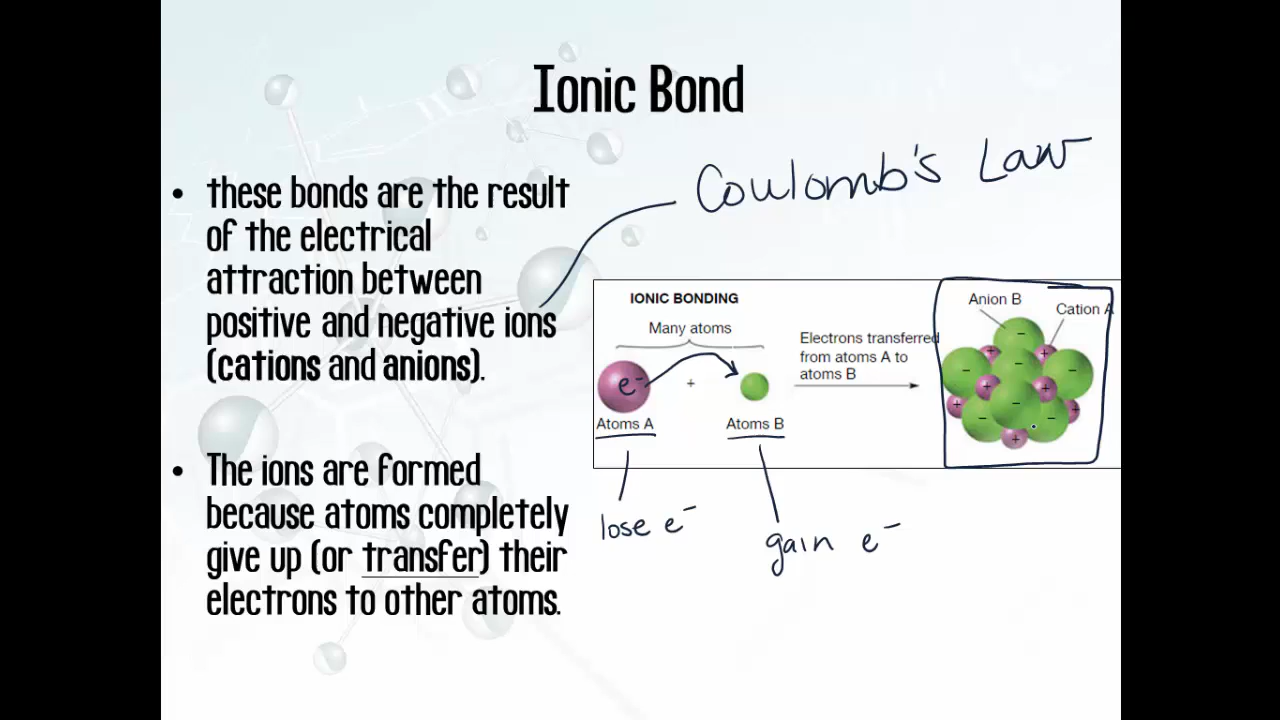 Ionic Bond
Coulomb's Law
• these bonds are the result
of the electrical
attraction between
positive and negative ions
(cations and anions).
• The ions are formed
because atoms completely
give up (or transfer) their
electrons to other atoms.
IONIC BONDING
Many atoms
e⁻
+
Atoms A
Atoms B
lose e⁻
gain e⁻
Electrons transferred
from atoms A to
atoms B
Anion B
Cation A